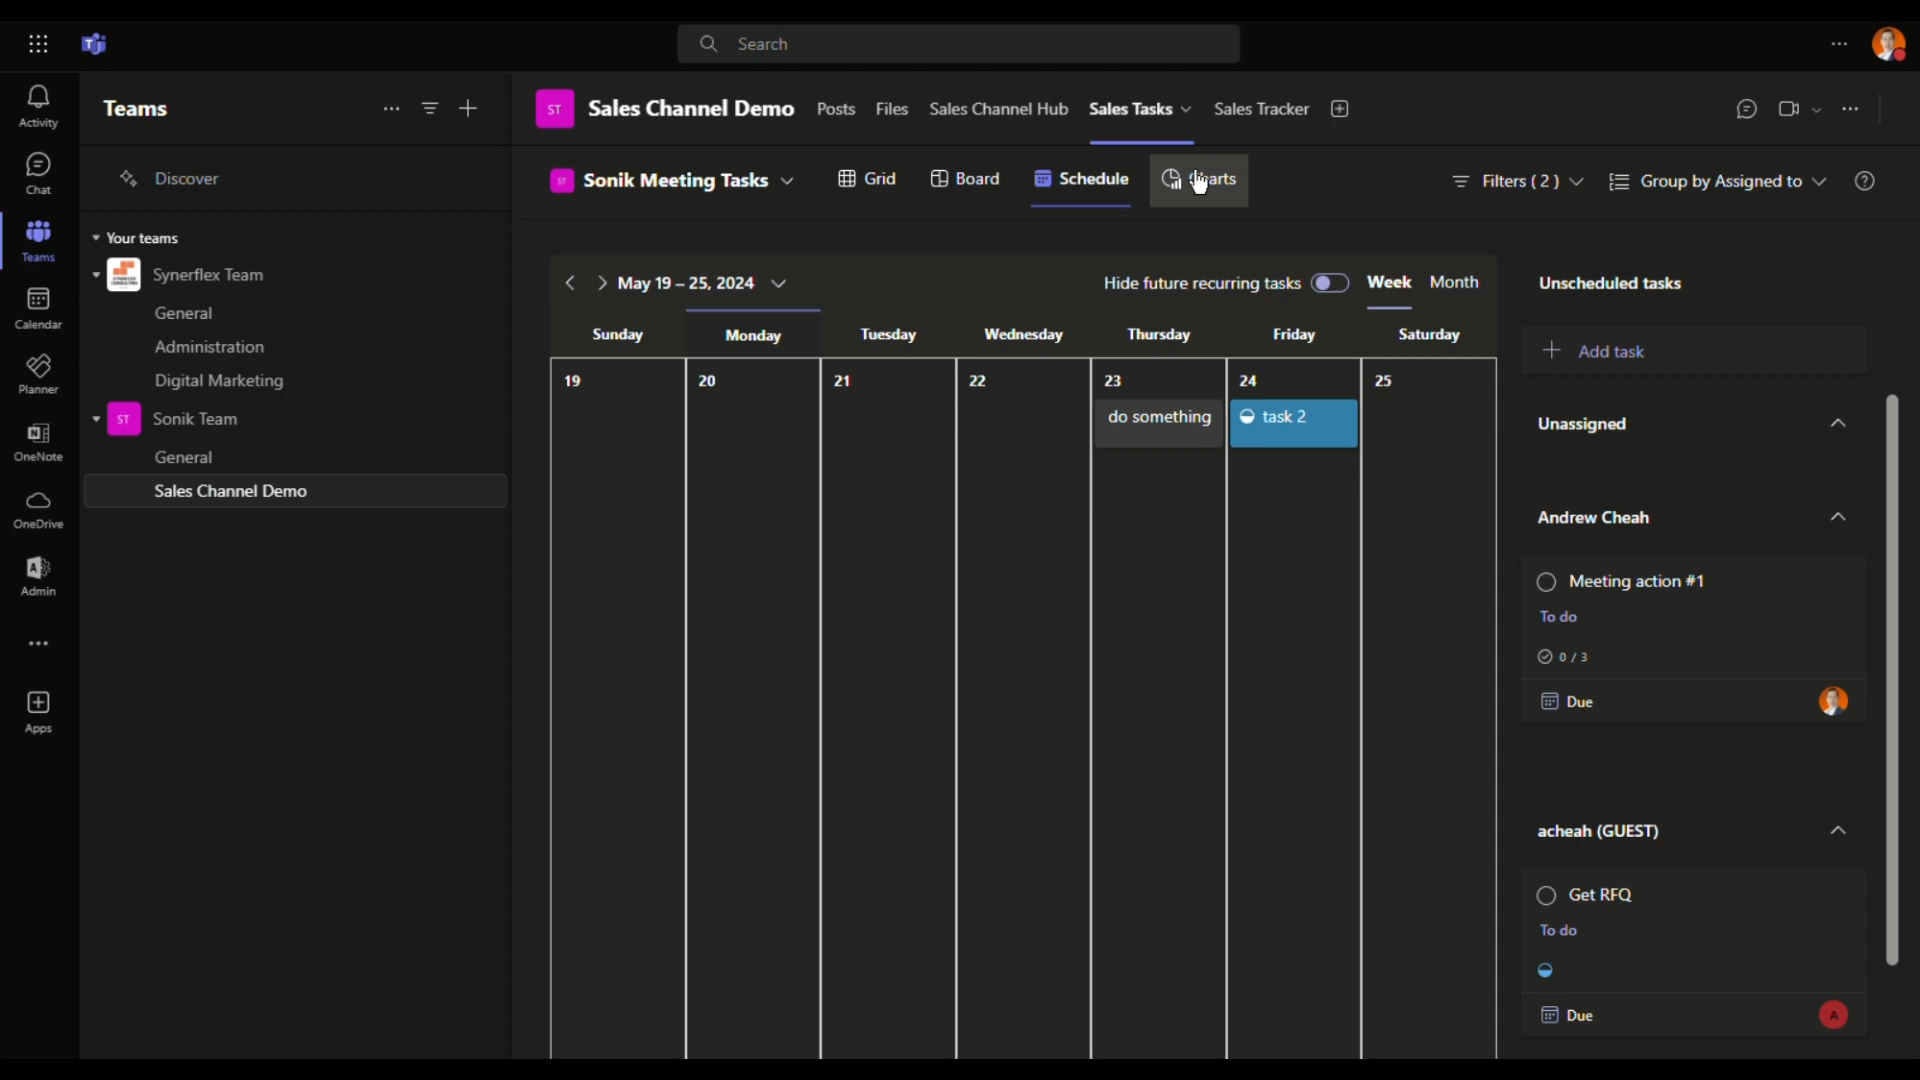 Search
Activity
Chat
Teams
Calendar
Planner
OneNote
OneDrive
Admin
Apps
Teams
Discover
Your teams
Synerflex Team
General
Administration
Digital Marketing
ST Sonik Team
General
Sales Channel Demo
ST Sales Channel Demo Posts Files Sales Channel Hub Sales Tasks Sales Tracker
ST Sonik Meeting Tasks Grid Board Schedule Filters ( 2 ) Group by Assigned to
May 19 – 25, 2024 Hide future recurring tasks Week Month
Sunday Monday Tuesday Wednesday Thursday Friday Saturday
19 20 21 22 23 24 25
do something task 2
Unscheduled tasks
Add task
Unassigned
Andrew Cheah
Meeting action #1
To do
0 / 3
Due
acheah (GUEST)
Get RFQ
To do
Due A